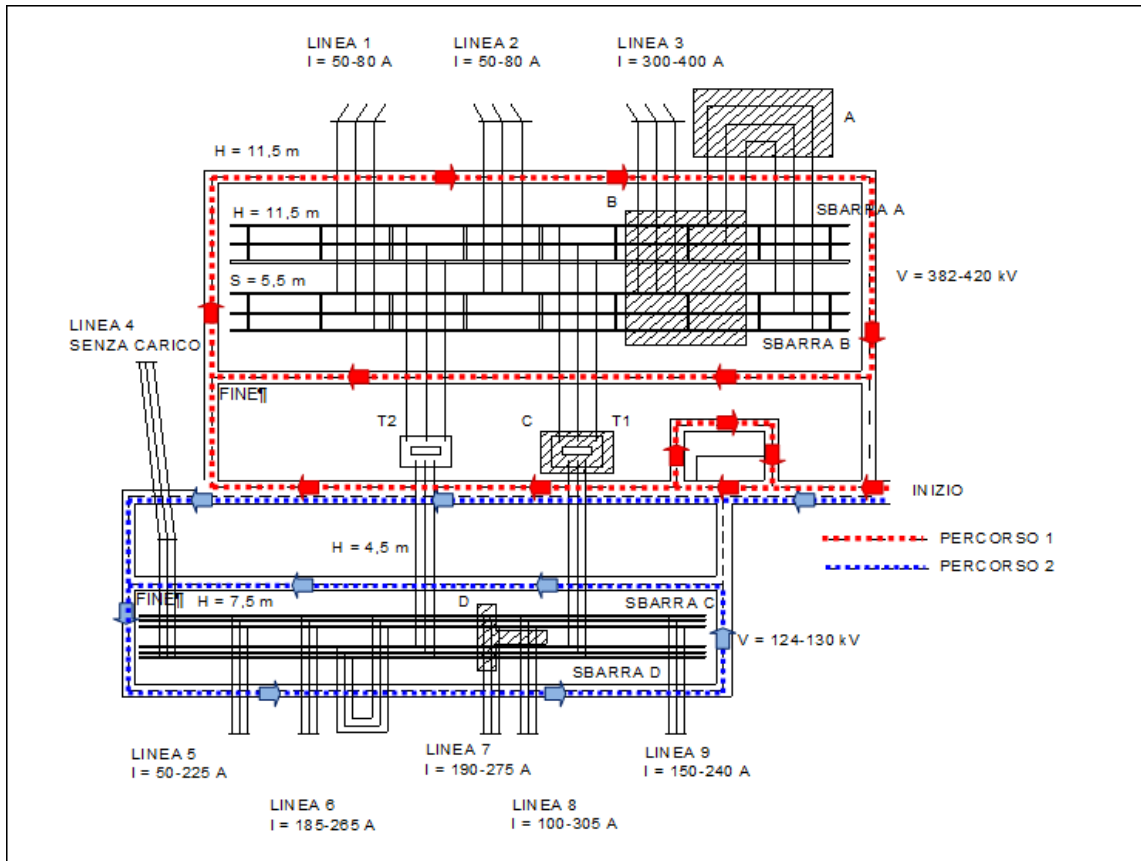 LINEA 1
I = 50-80 A
LINEA 2
I = 50-80 A
LINEA 3
I = 300-400 A
A
H = 11,5 m
B
H = 11,5 m
SBARRA A
S = 5,5 m
V = 382-420 kV
LINEA 4
SENZA CARICO
SBARRA B
FINE¶
T2
C
T1
INIZIO
PERCORSO 1
H = 4,5 m
PERCORSO 2
FINE¶
H = 7,5 m
D
SBARRA C
V = 124-130 kV
SBARRA D
LINEA 5
I = 50-225 A
LINEA 7
I = 190-275 A
LINEA 9
I = 150-240 A
LINEA 6
I = 185-265 A
LINEA 8
I = 100-305 A